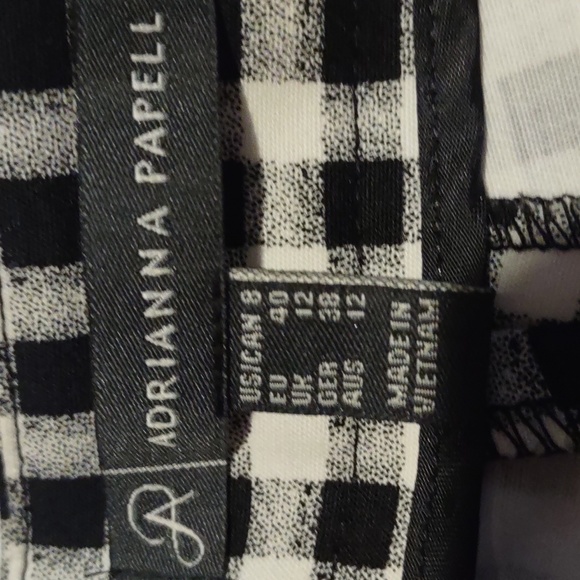 ADRIANNA PAPELL
US/CAN 8
EU 40
UK 12
GER 38
AUS 12
MADE IN
VIETNAM